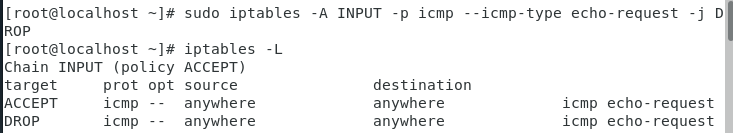 [root@localhost ~]# sudo iptables -A INPUT -p icmp --icmp-type echo-request -j D
ROP
[root@localhost ~]# iptables -L
Chain INPUT (policy ACCEPT)
target     prot opt source               destination
ACCEPT     icmp --  anywhere             anywhere             icmp echo-request
DROP       icmp --  anywhere             anywhere             icmp echo-request